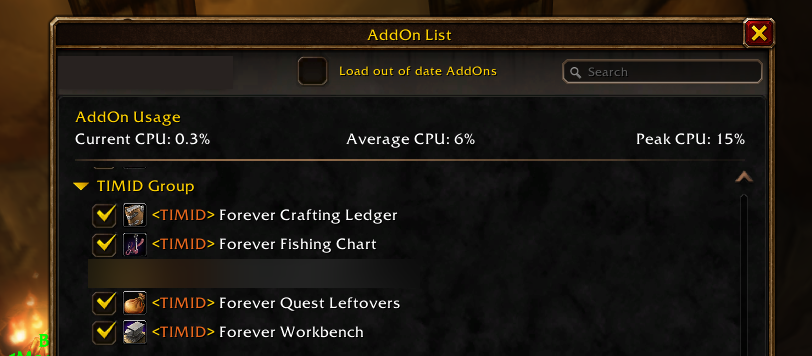 AddOn List
Load out of date AddOns
Search
AddOn Usage
Current CPU: 0.3% Average CPU: 6% Peak CPU: 15%
TIMID Group
<TIMID> Forever Crafting Ledger
<TIMID> Forever Fishing Chart
<TIMID> Forever Quest Leftovers
<TIMID> Forever Workbench